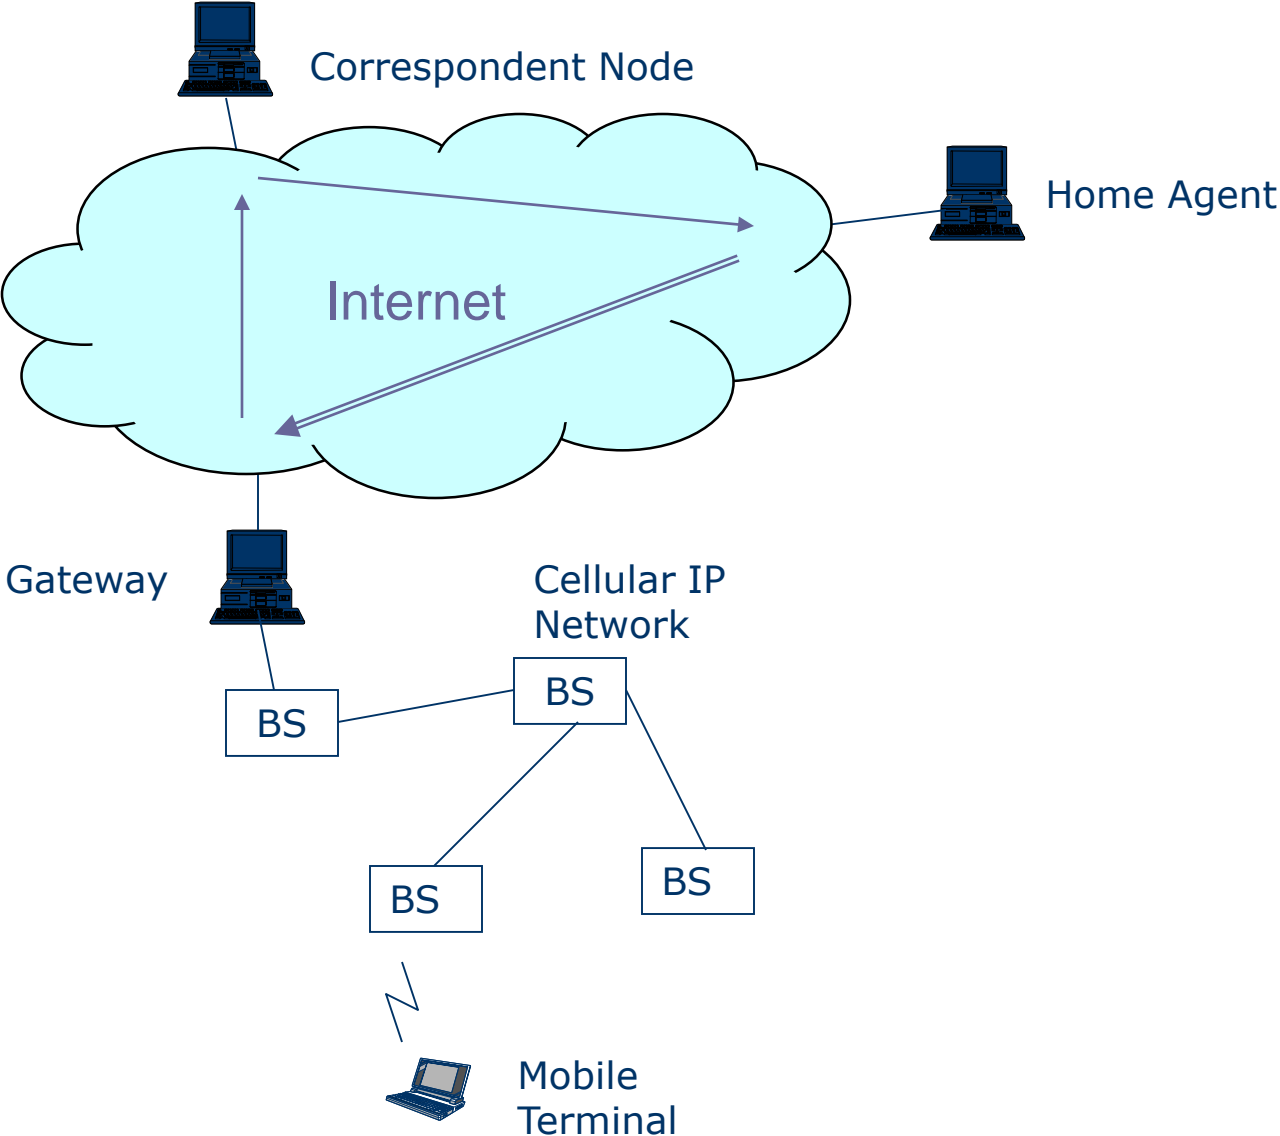 Correspondent Node
Home Agent
Internet
Gateway
Cellular IP
Network
BS
BS
BS
BS
Mobile
Terminal